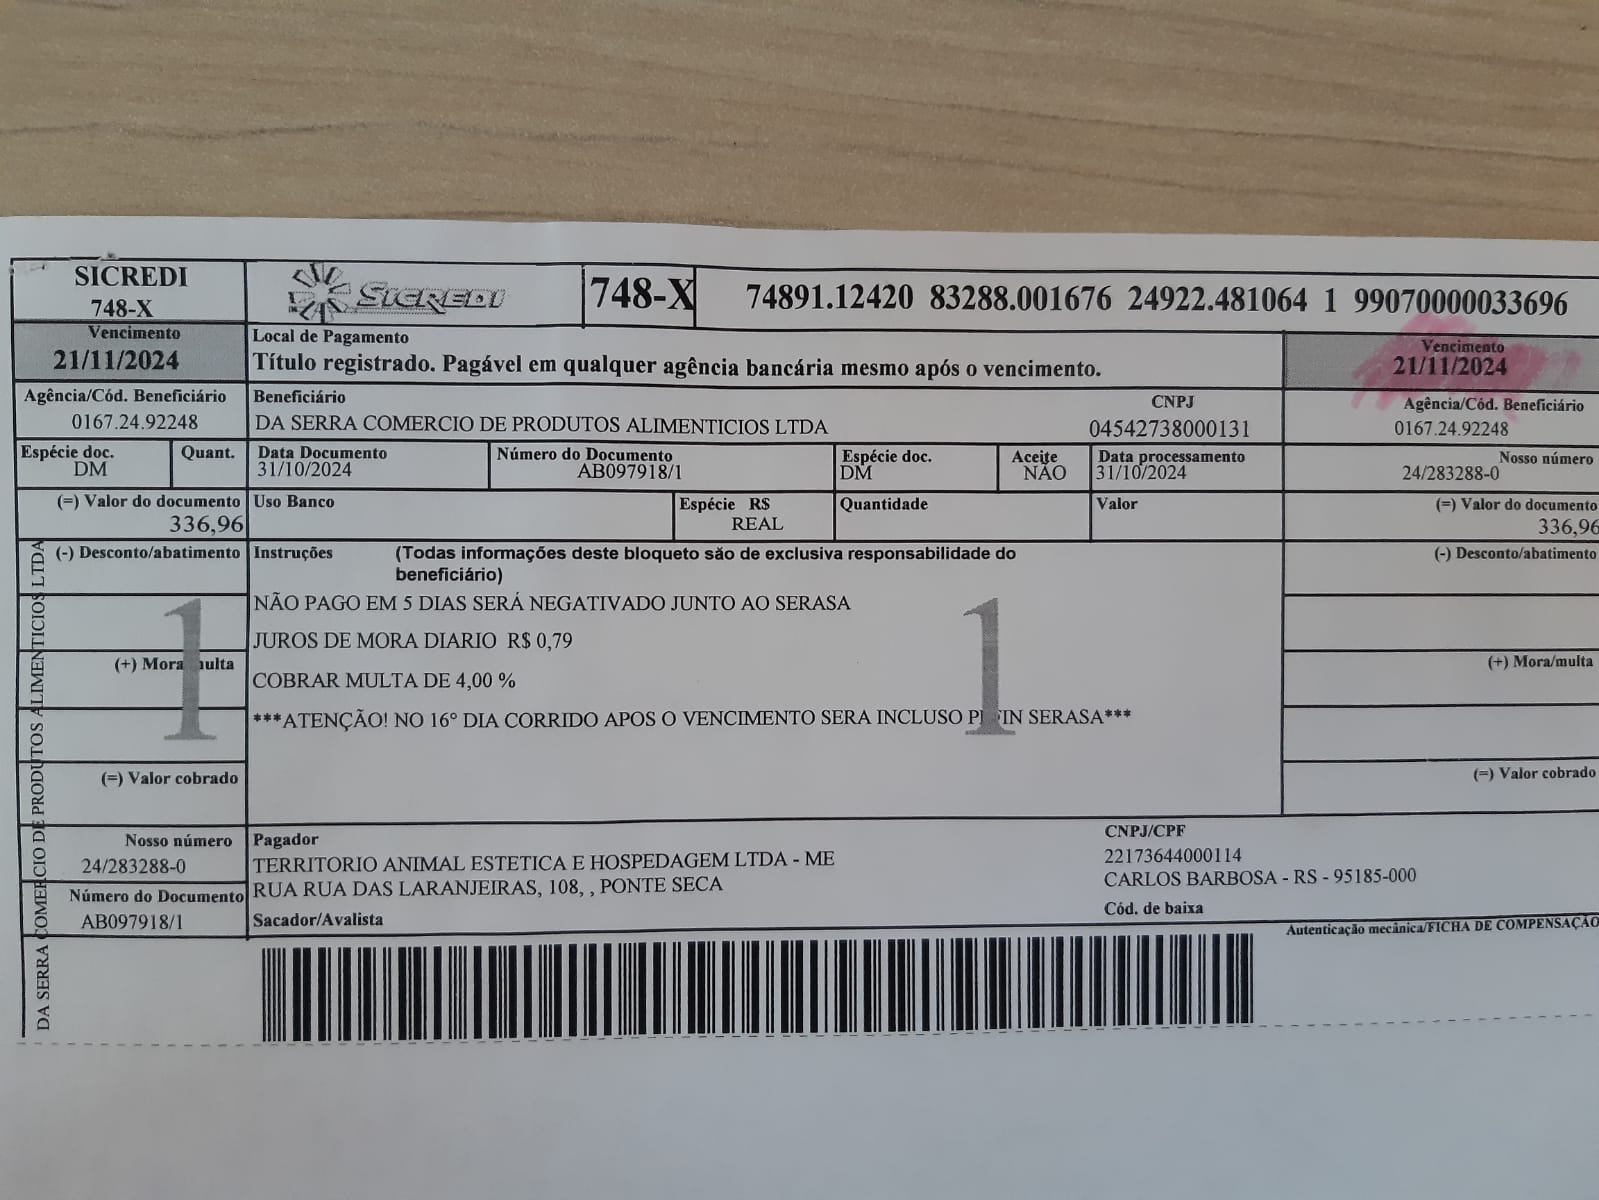 SICREDI
748-X
SICREDI
748-X
74891.12420 83288.001676 24922.481064 1 99070000033696
Vencimento
21/11/2024
Local de Pagamento
Título registrado. Pagável em qualquer agência bancária mesmo após o vencimento.
Vencimento
21/11/2024
Agência/Cód. Beneficiário
0167.24.92248
Beneficiário
DA SERRA COMERCIO DE PRODUTOS ALIMENTICIOS LTDA
CNPJ
04542738000131
Agência/Cód. Beneficiário
0167.24.92248
Espécie doc.
DM
Quant.
Data Documento
31/10/2024
Número do Documento
AB097918/1
Espécie doc.
DM
Aceite
NÃO
Data processamento
31/10/2024
Nosso número
24/283288-0
(=) Valor do documento
336,96
Uso Banco
Espécie R$
REAL
Quantidade
Valor
(=) Valor do documento
336,96
(-) Desconto/abatimento
Instruções (Todas informações deste bloqueto são de exclusiva responsabilidade do
beneficiário)
(-) Desconto/abatimento
NÃO PAGO EM 5 DIAS SERÁ NEGATIVADO JUNTO AO SERASA
JUROS DE MORA DIARIO R$ 0,79
COBRAR MULTA DE 4,00 %
***ATENÇÃO! NO 16° DIA CORRIDO APOS O VENCIMENTO SERA INCLUSO SERASA***
1
1
(+) Mora
(+) Mora/multa
(=) Valor cobrado
(=) Valor cobrado
Nosso número
24/283288-0
Número do Documento
AB097918/1
Pagador
TERRITORIO ANIMAL ESTETICA E HOSPEDAGEM LTDA - ME
RUA RUA DAS LARANJEIRAS, 108, , PONTE SECA
Sacador/Avalista
CNPJ/CPF
22173644000114
CARLOS BARBOSA - RS - 95185-000
Cód. de baixa
Autenticação mecânica/FICHA DE COMPENSAÇÃO
DA SERRA COMERCIO DE PRODUTOS ALIMENTICIOS LTDA